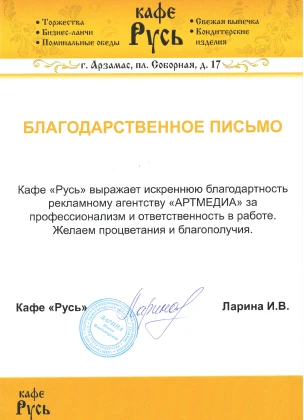 кафе
Русь
• Торжества
• Бизнес-ланчи
• Поминальные обеды
• Свежая выпечка
• Кондитерские
изделия
г. Арзамас, пл. Соборная, д. 17
БЛАГОДАРСТВЕННОЕ ПИСЬМО
Кафе «Русь» выражает искреннюю благодартность
рекламному агентству «АРТМЕДИА» за
профессионализм и ответственность в работе.
Желаем процветания и благополучия.
Кафе «Русь»
ЛАРИНА
Ларина И.В.
кафе
Русь